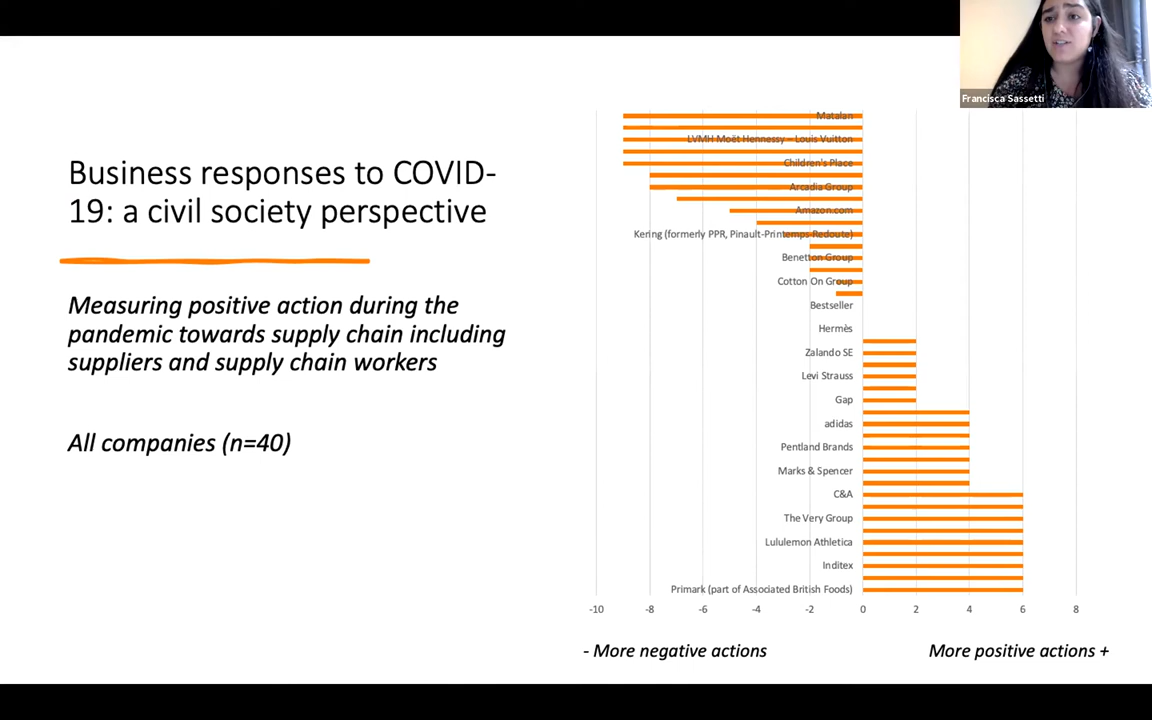 Francisca Sassetti
Business responses to COVID-
19: a civil society perspective
Measuring positive action during the
pandemic towards supply chain including
suppliers and supply chain workers
All companies (n=40)
Matalan
LVMH Moët Hennessy – Louis Vuitton
Children's Place
Arcadia Group
Amazon.com
Kering (formerly PPR, Pinault-Printemps-Redoute)
Benetton Group
Cotton On Group
Bestseller
Hermès
Zalando SE
Levi Strauss
Gap
adidas
Pentland Brands
Marks & Spencer
C&A
The Very Group
Lululemon Athletica
Inditex
Primark (part of Associated British Foods)
-10 -8 -6 -4 -2 0 2 4 6 8
- More negative actions
More positive actions +